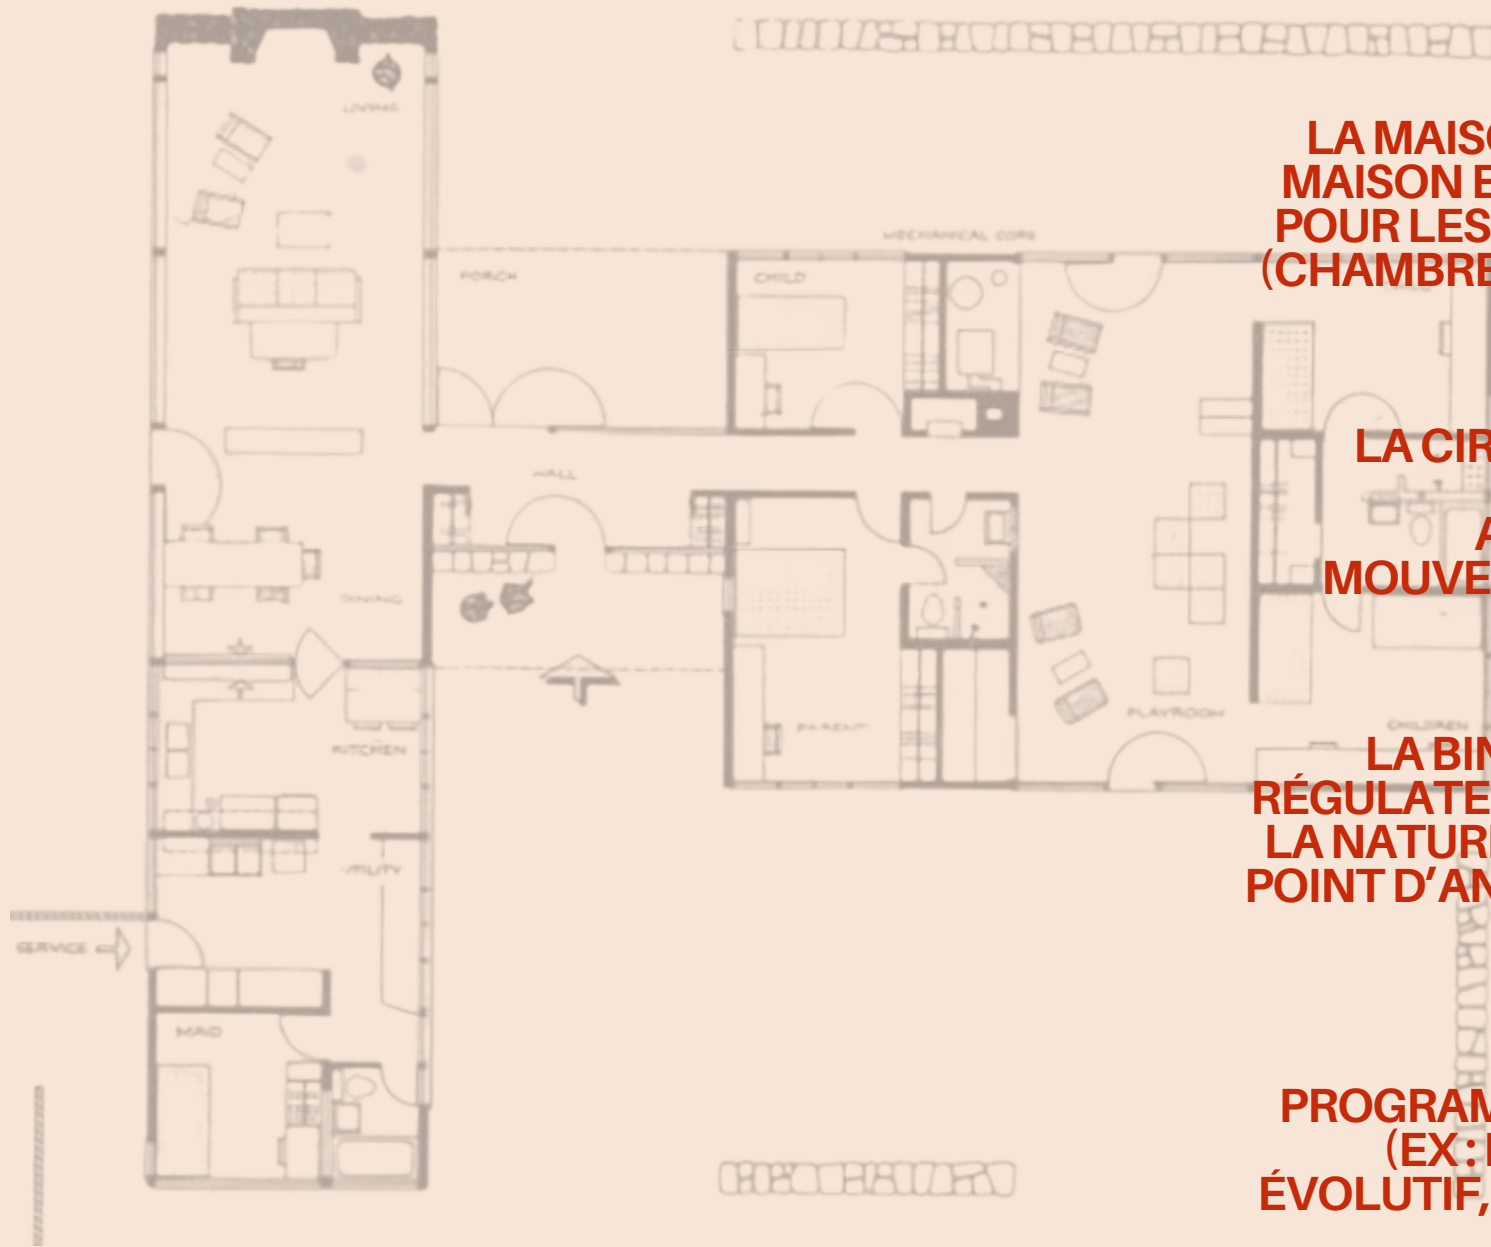 LIVING
PORCH
MECHANICAL CORE
CHILD
HALL
DINING
KITCHEN
UTILITY
SERVICE
MAID
PARENT
PLAYROOM
CHILDREN
LA MAISO
MAISON E
POUR LES
(CHAMBRE
LA CIR
A
MOUVE
LA BIN
RÉGULATE
LA NATUR
POINT D’AN
PROGRAM
(EX :
ÉVOLUTIF,